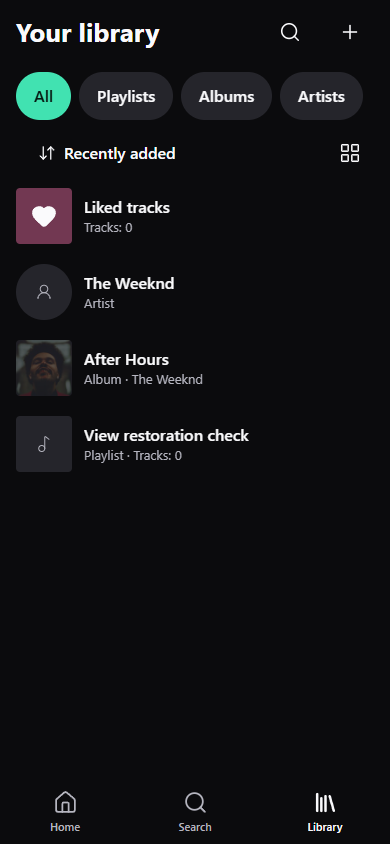 Your library
All
Playlists
Albums
Artists
Recently added
Liked tracks
Tracks: 0
The Weeknd
Artist
After Hours
Album · The Weeknd
View restoration check
Playlist · Tracks: 0
Home
Search
Library